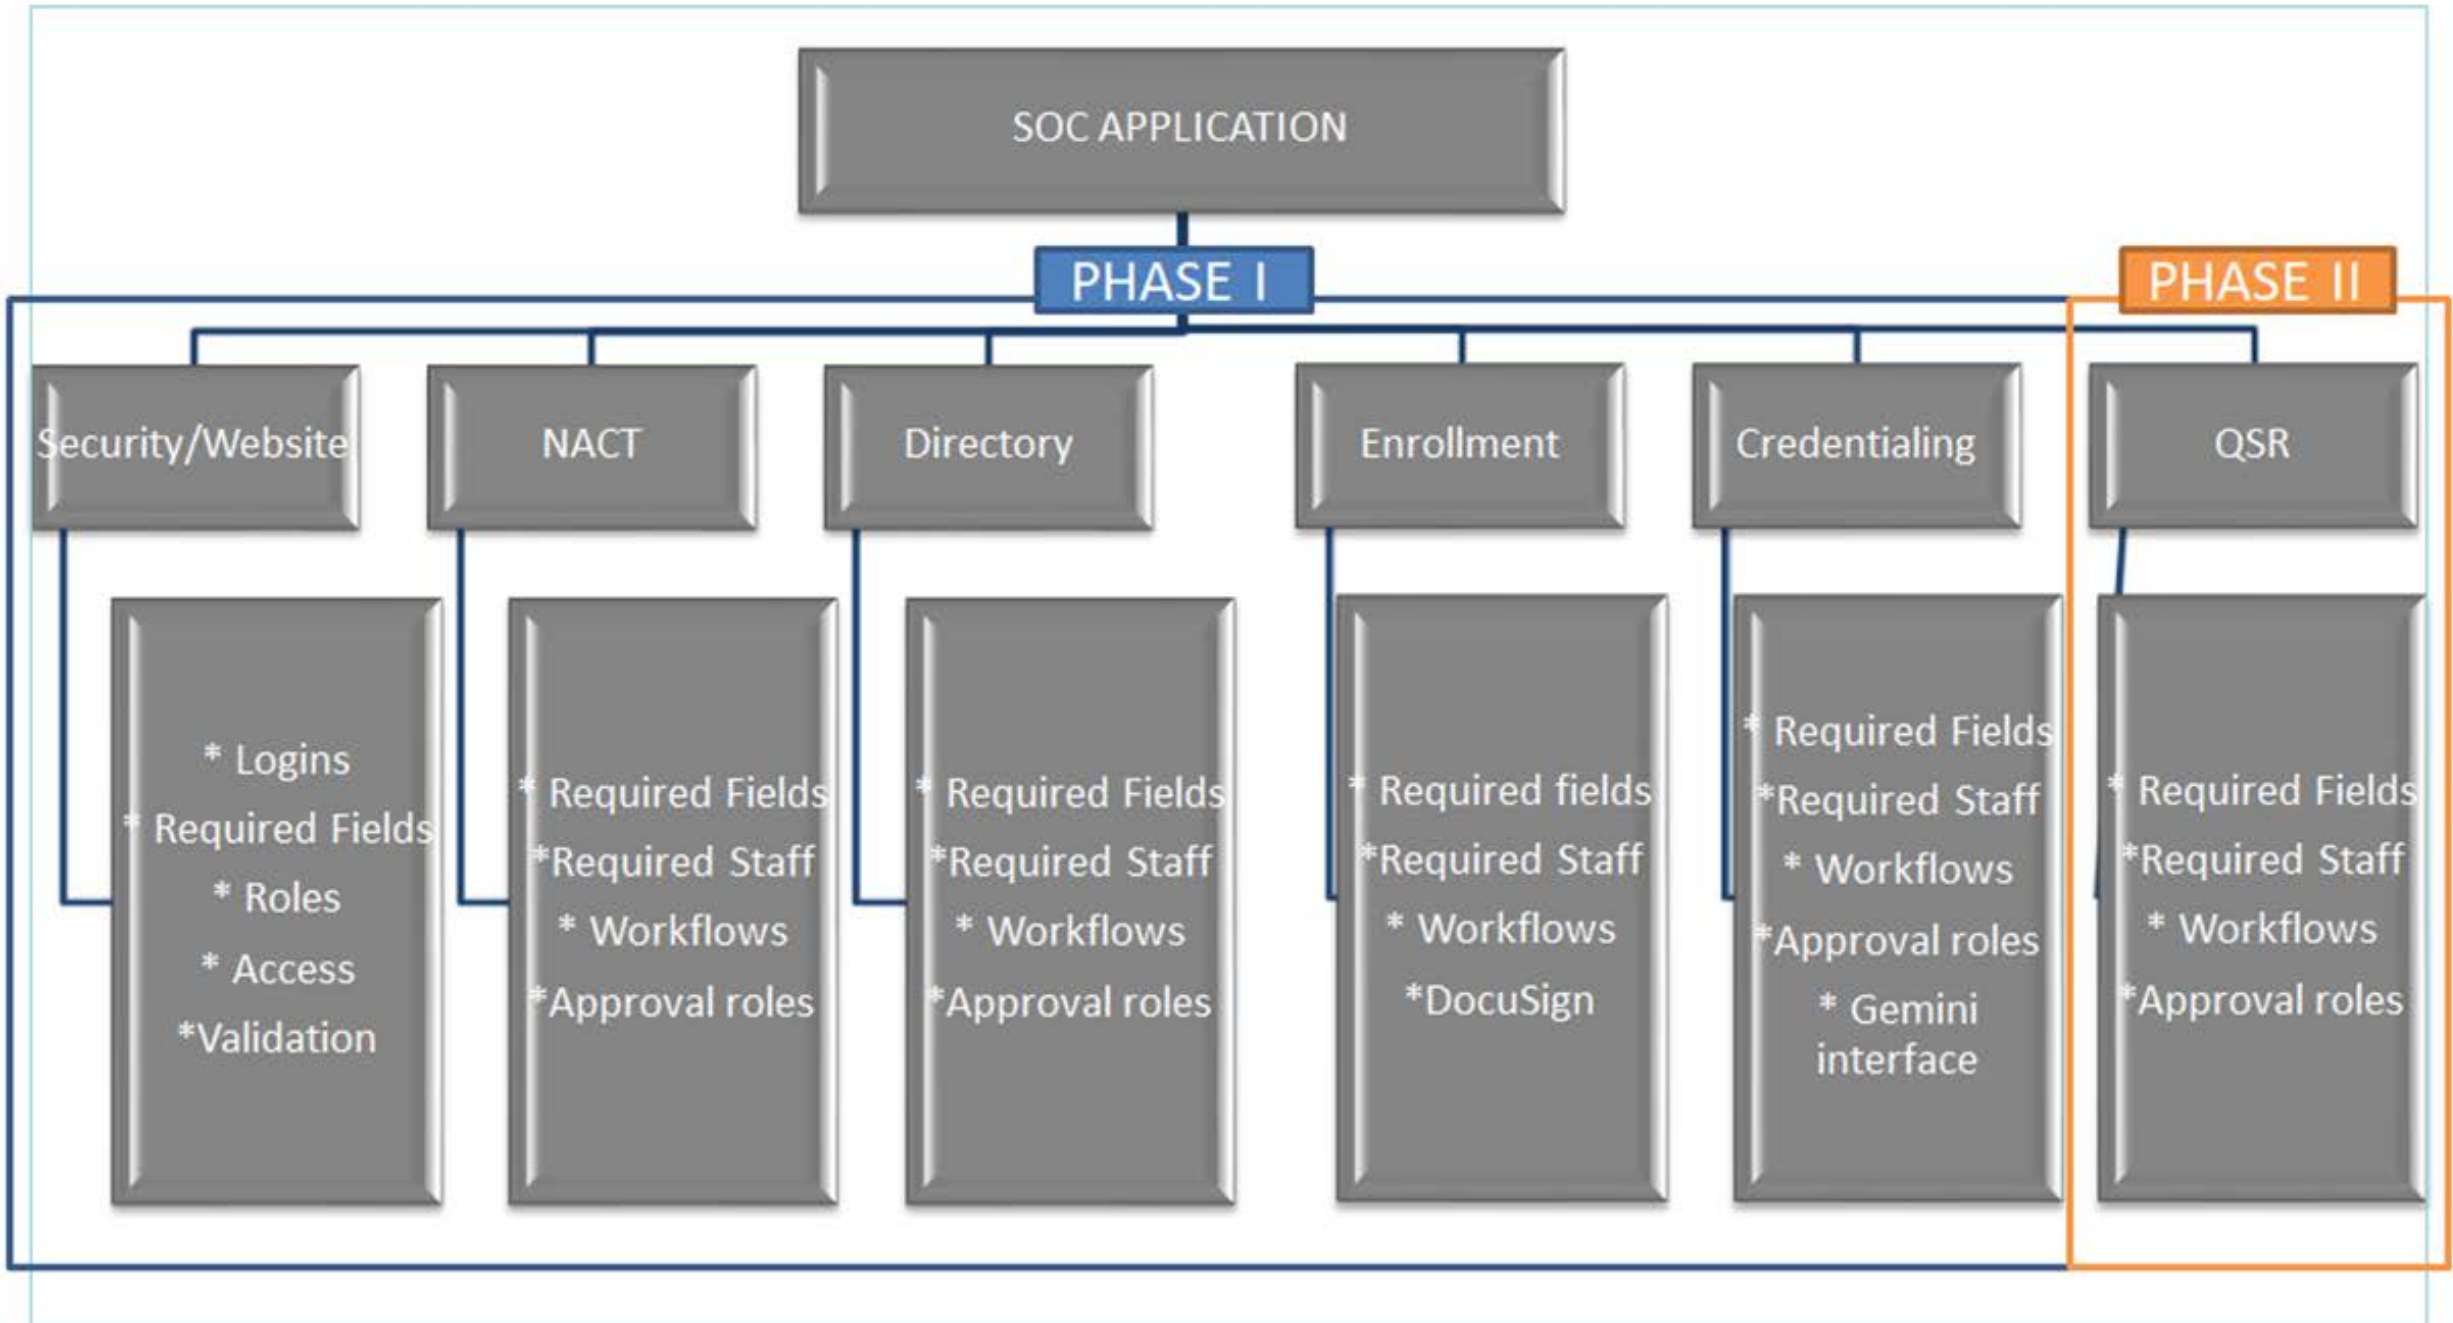 SOC APPLICATION
PHASE I
PHASE II
Security/Website
NACT
Directory
Enrollment
Credentialing
QSR
* Logins
* Required Fields
* Roles
* Access
*Validation
* Required Fields
*Required Staff
* Workflows
*Approval roles
* Required Fields
*Required Staff
* Workflows
*Approval roles
* Required fields
*Required Staff
* Workflows
*DocuSign
* Required Fields
*Required Staff
* Workflows
*Approval roles
* Gemini
interface
* Required Fields
*Required Staff
* Workflows
*Approval roles